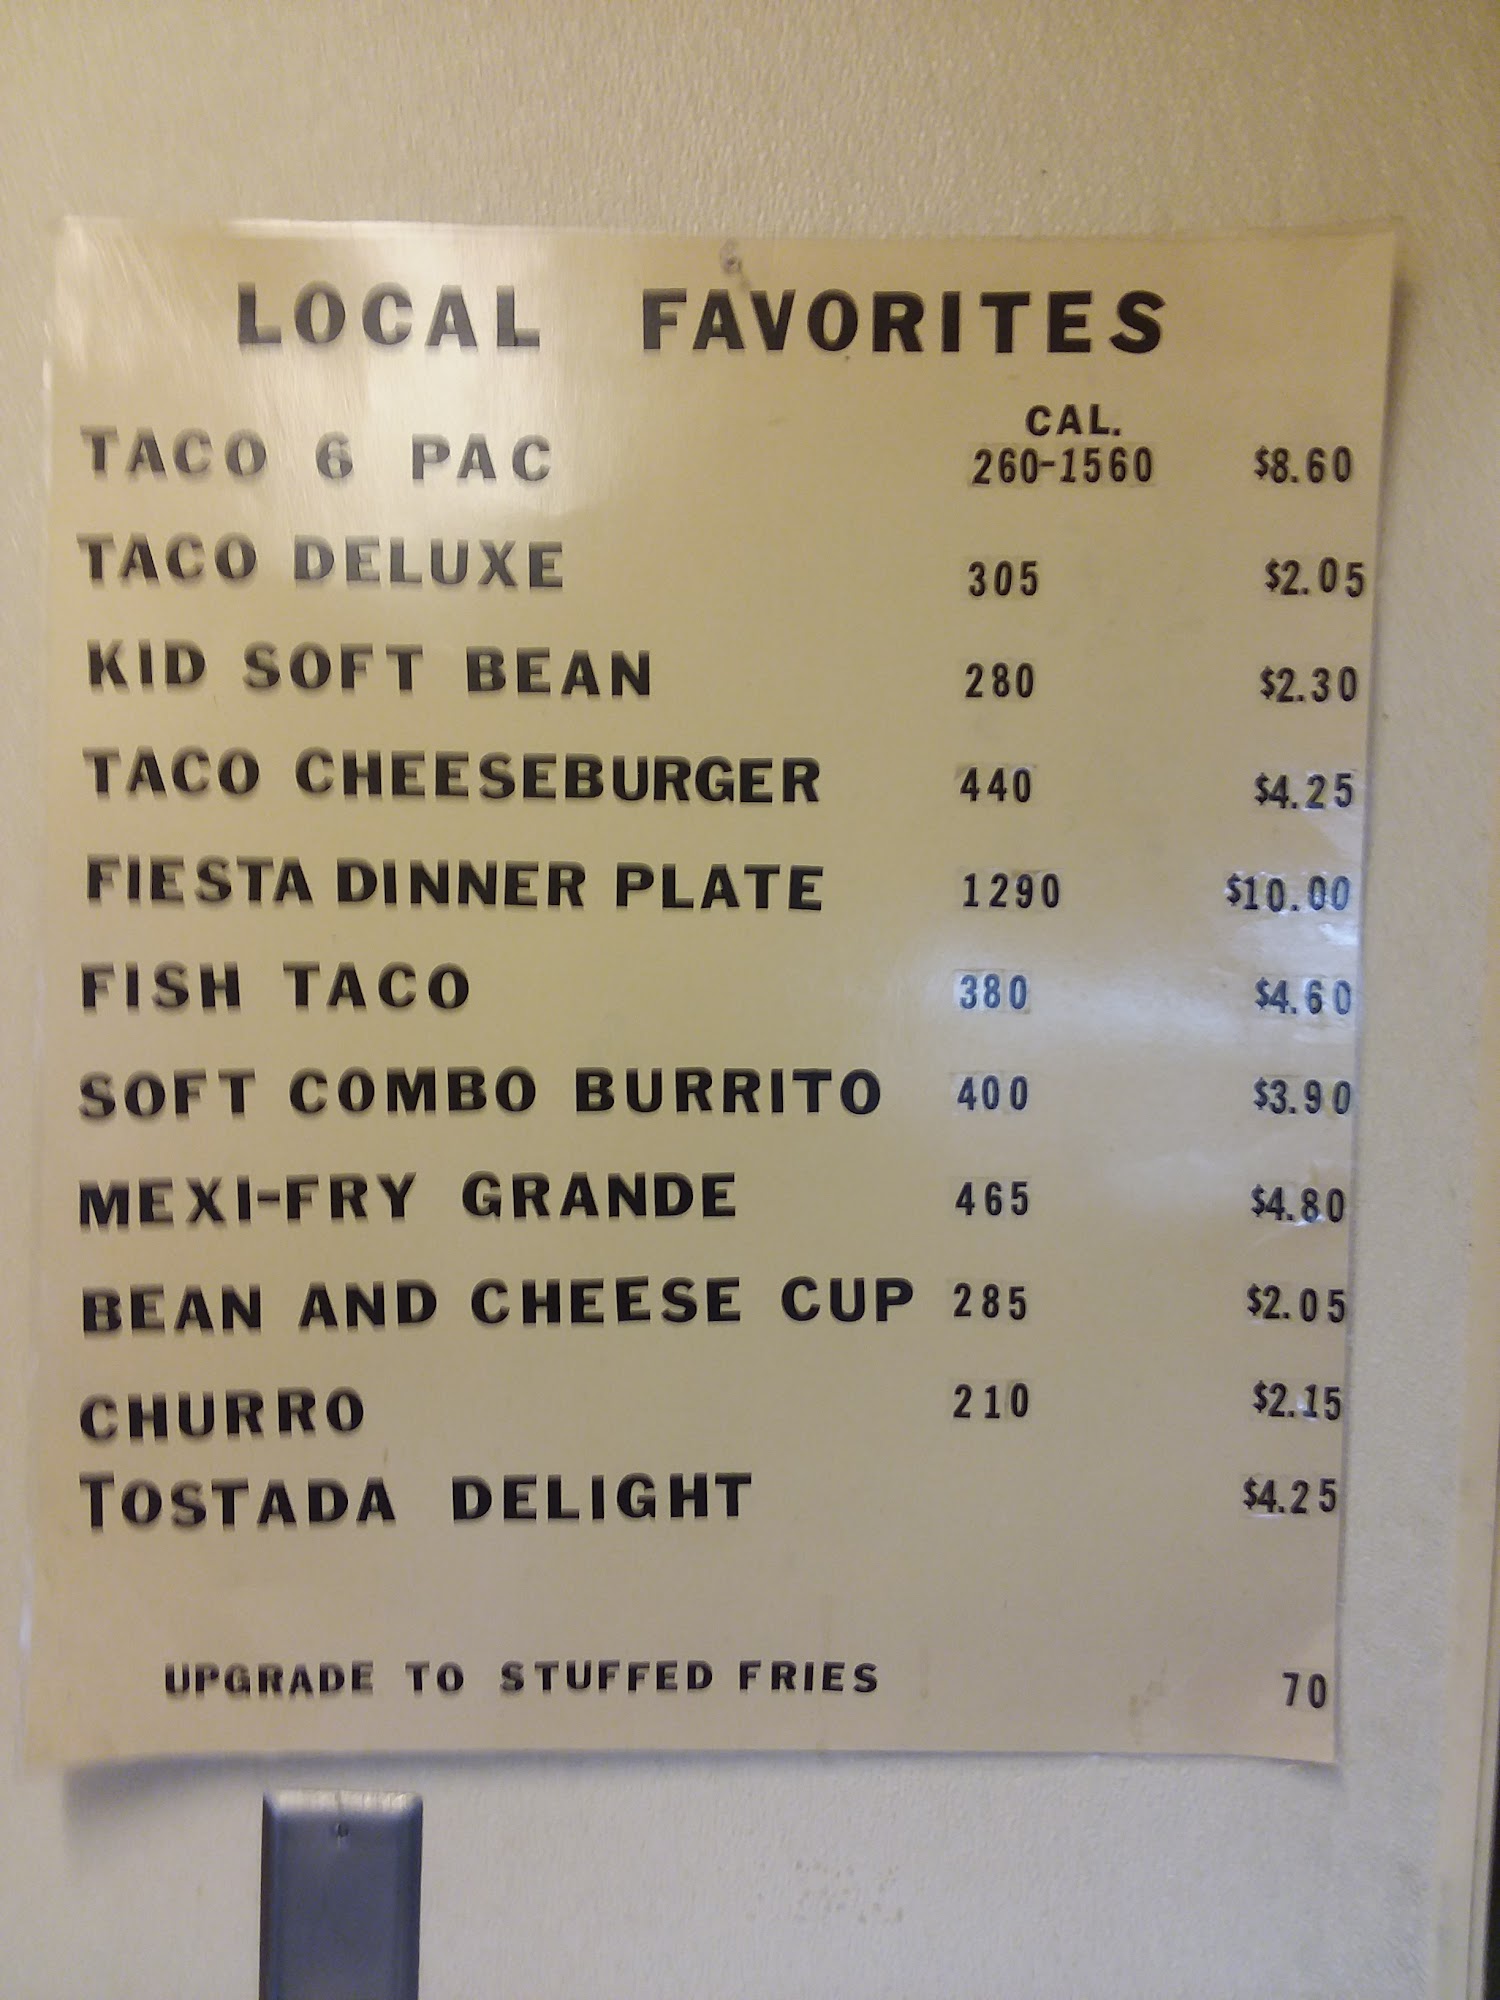 LOCAL FAVORITES
CAL.
TACO 6 PAC 260-1560 $8.60
TACO DELUXE 305 $2.05
KID SOFT BEAN 280 $2.30
TACO CHEESEBURGER 440 $4.25
FIESTA DINNER PLATE 1290 $10.00
FISH TACO 380 $4.60
SOFT COMBO BURRITO 400 $3.90
MEXI-FRY GRANDE 465 $4.80
BEAN AND CHEESE CUP 285 $2.05
CHURRO 210 $2.15
TOSTADA DELIGHT $4.25
UPGRADE TO STUFFED FRIES 70